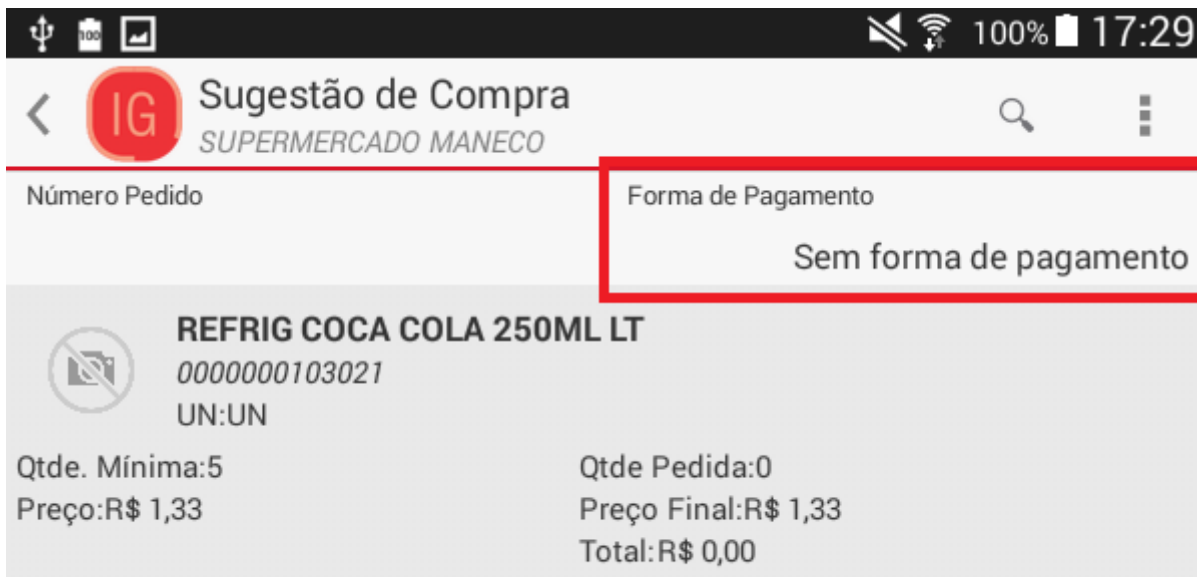 100 100% 17:29
IG Sugestão de Compra
SUPERMERCADO MANECO
Número Pedido Forma de Pagamento
Sem forma de pagamento
REFRIG COCA COLA 250ML LT
0000000103021
UN:UN
Qtde. Mínima:5 Qtde Pedida:0
Preço:R$ 1,33 Preço Final:R$ 1,33
Total:R$ 0,00